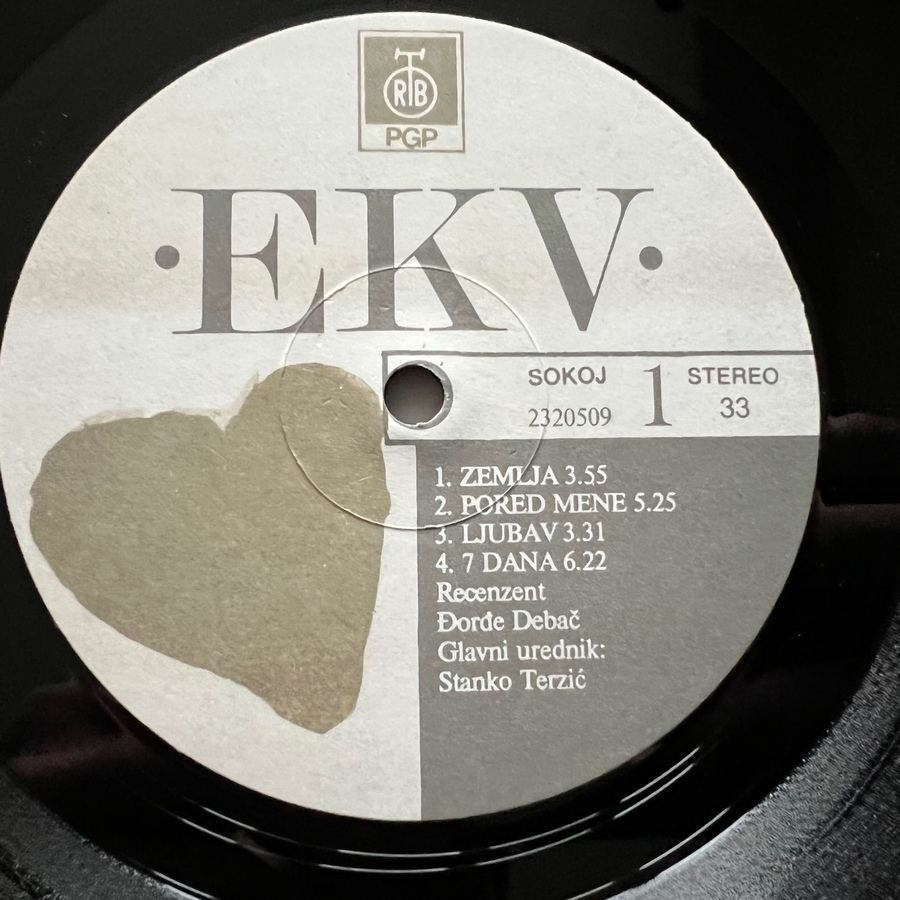 RTB
PGP
·EKV·
SOKOJ
2320509
1
STEREO
33
1. ZEMLJA 3.55
2. PORED MENE 5.25
3. LJUBAV 3.31
4. 7 DANA 6.22
Recenzent
Đorđe Debač
Glavni urednik:
Stanko Terzić